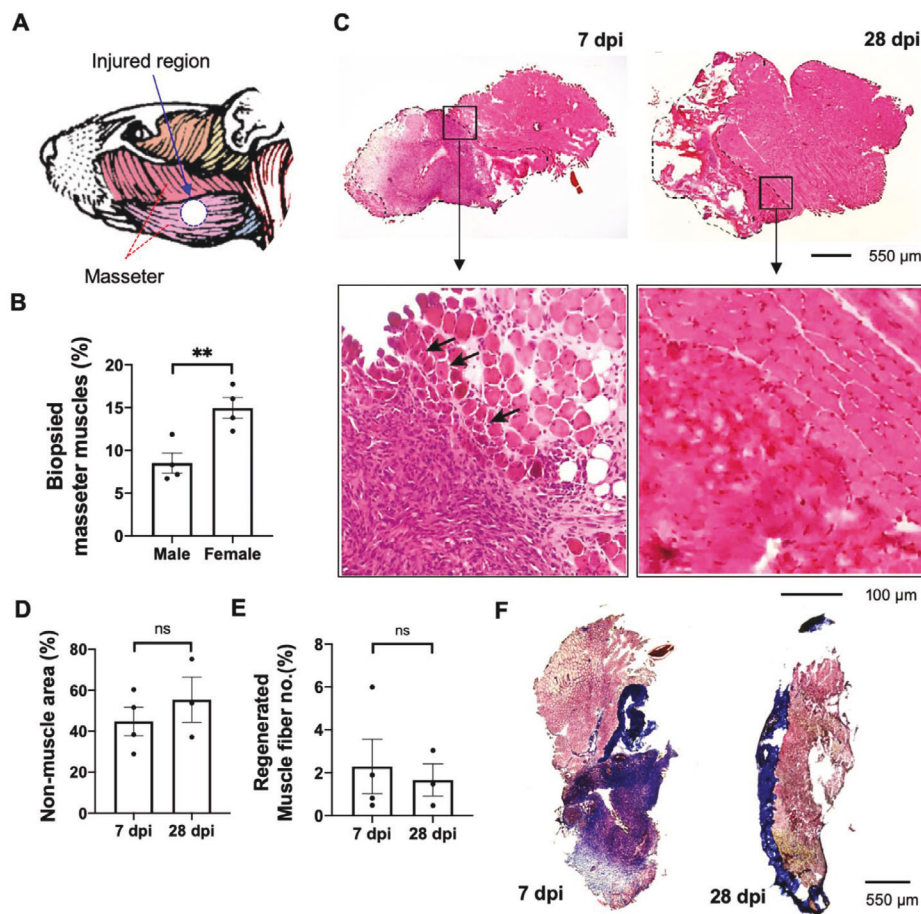 A
Injured region
Masseter
B
Biopsied
masseter muscles (%)
20
15
10
5
0
**
Male
Female
C
7 dpi
28 dpi
550 µm
100 µm
D
Non-muscle area (%)
80
60
40
20
0
ns
7 dpi
28 dpi
E
Regenerated
Muscle fiber no.(%)
8
6
4
2
0
ns
7 dpi
28 dpi
F
7 dpi
28 dpi
550 µm